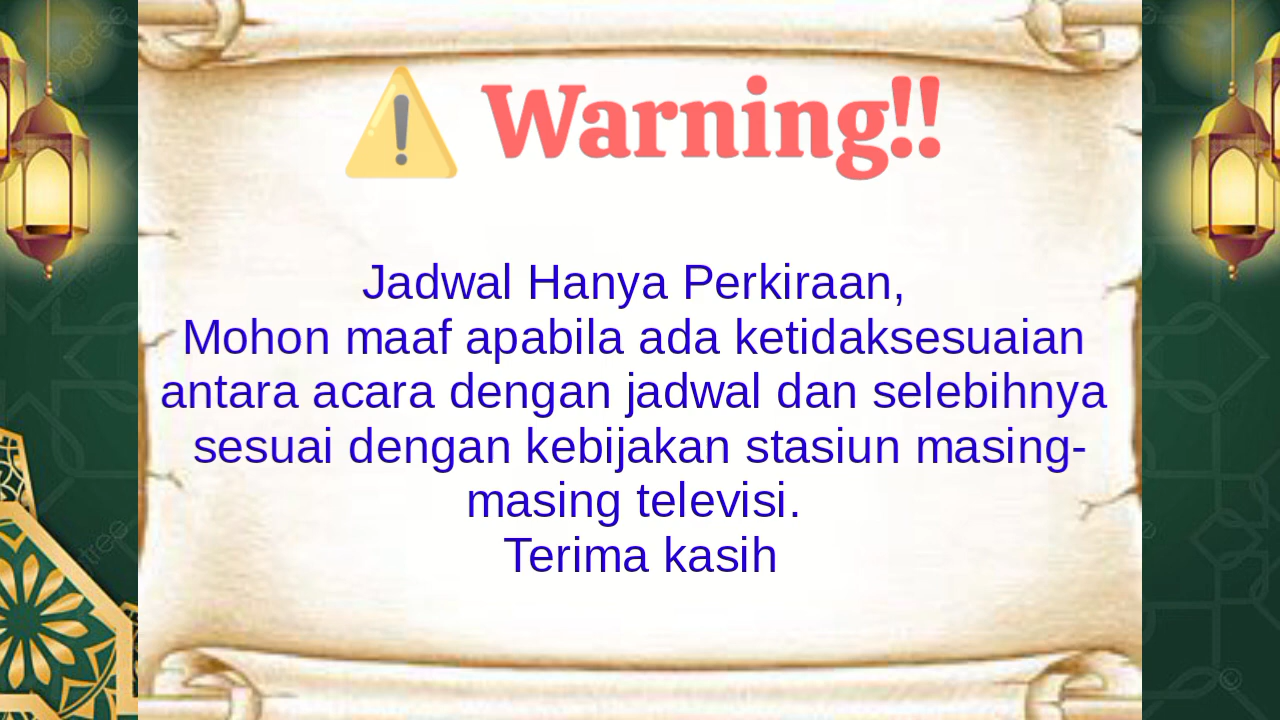 ⚠️ Warning!!
Jadwal Hanya Perkiraan,
Mohon maaf apabila ada ketidaksesuaian
antara acara dengan jadwal dan selebihnya
sesuai dengan kebijakan stasiun masing-
masing televisi.
Terima kasih